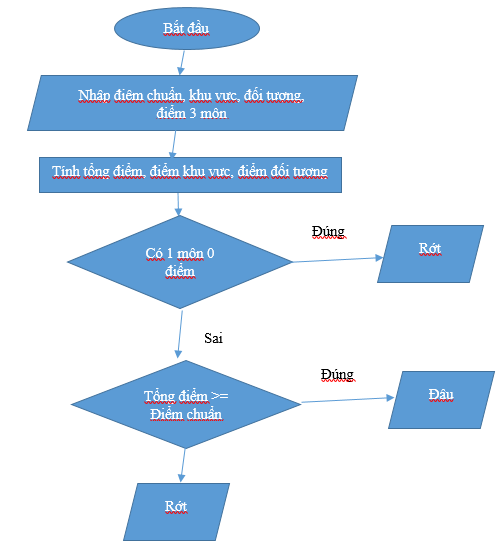 Bắt đầu
Nhập điểm chuẩn, khu vực, đối tượng,
điểm 3 môn
Tính tổng điểm, điểm khu vực, điểm đối tượng
Có 1 môn 0
điểm
Đúng
Rớt
Sai
Tổng điểm >=
Điểm chuẩn
Đúng
Đậu
Rớt